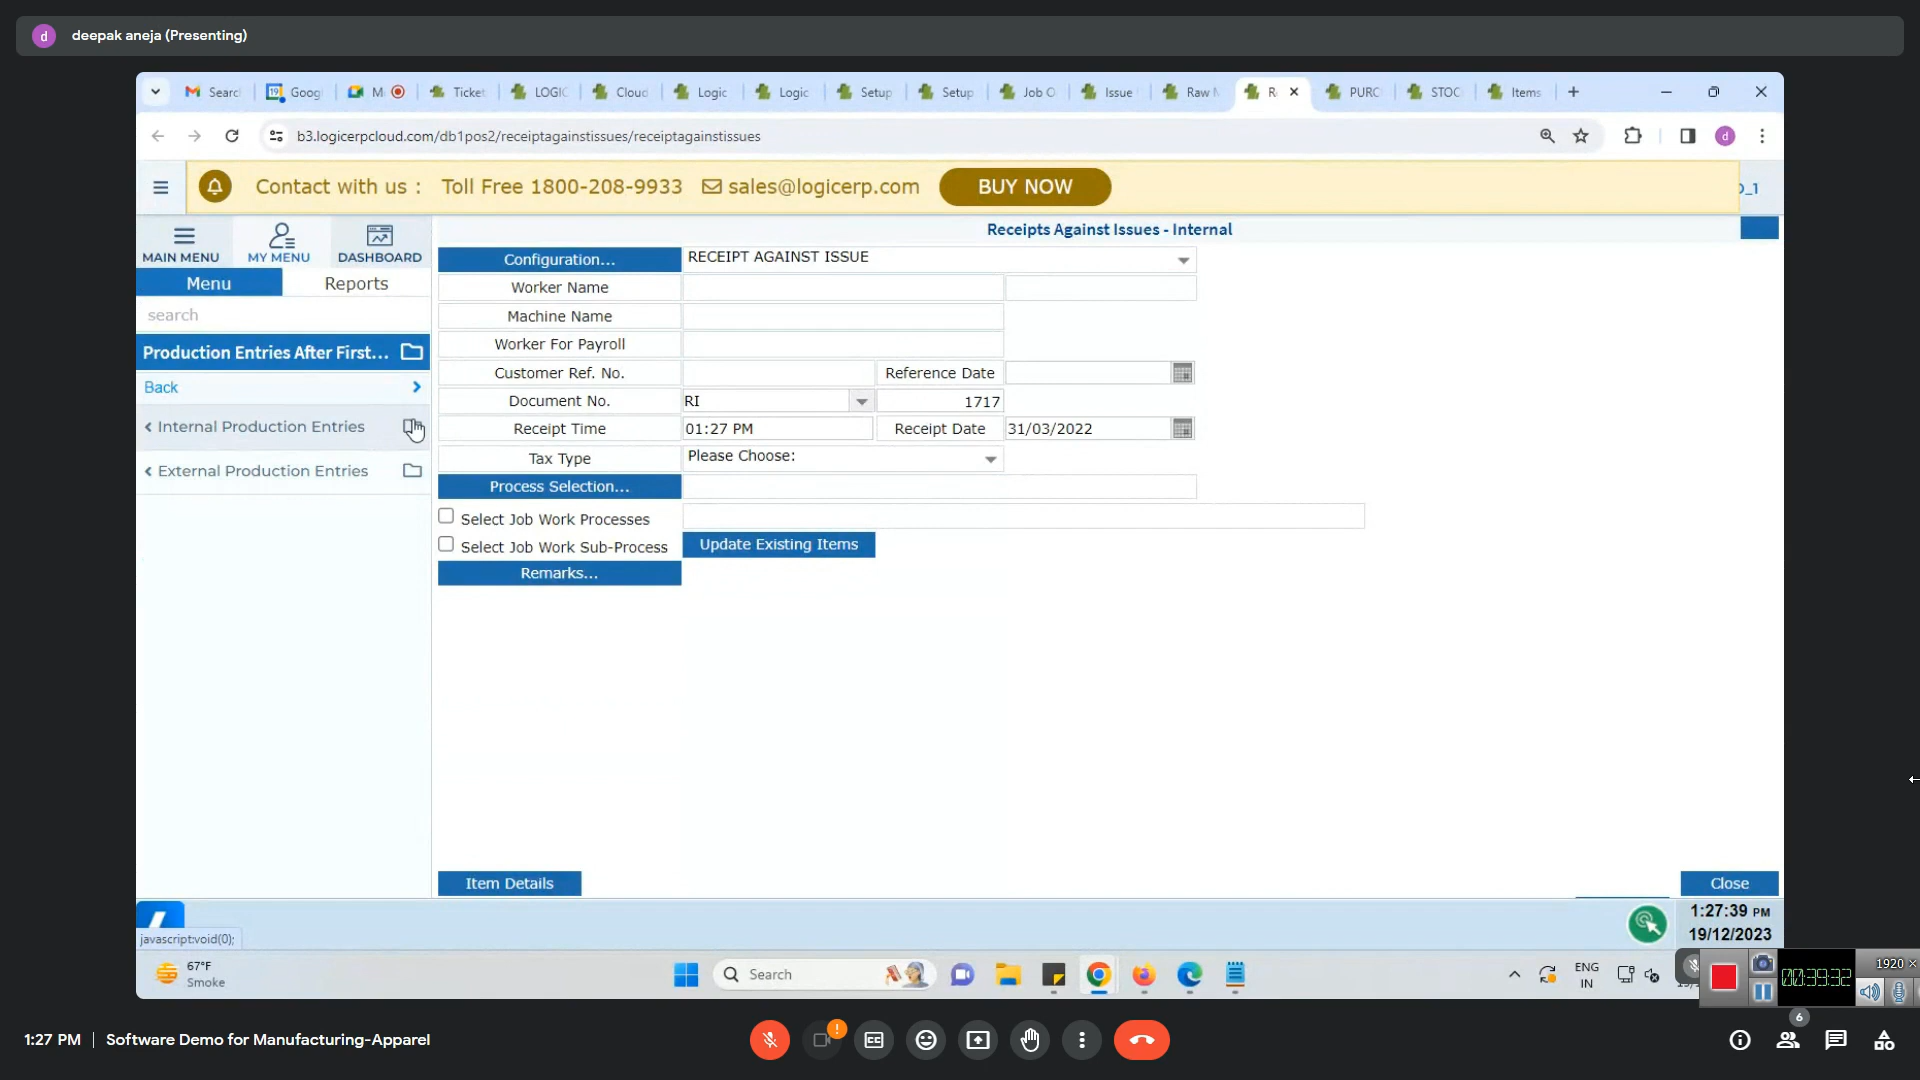 d deepak aneja (Presenting)
Searc
19 Goog
M
Ticket
LOGIC
Cloud
Logic
Logic
Setup
Setup
Job O
Issue
Raw M
R
PURC
STOC
Items
b3.logicerpcloud.com/db1pos2/receiptagainstissues/receiptagainstissues
d
Contact with us : Toll Free 1800-208-9933 sales@logicerp.com BUY NOW
_1
MAIN MENU MY MENU DASHBOARD
Receipts Against Issues - Internal
Menu Reports
search
Production Entries After First...
Back
Internal Production Entries
External Production Entries
Configuration... RECEIPT AGAINST ISSUE
Worker Name
Machine Name
Worker For Payroll
Customer Ref. No. Reference Date
Document No. RI 1717
Receipt Time 01:27 PM Receipt Date 31/03/2022
Tax Type Please Choose:
Process Selection...
Select Job Work Processes
Select Job Work Sub-Process Update Existing Items
Remarks...
Item Details Close
1:27:39 PM
19/12/2023
javascript:void(0);
67°F
Smoke
Search
ENG
IN
00:39:32
1920 ×
6
1:27 PM | Software Demo for Manufacturing-Apparel